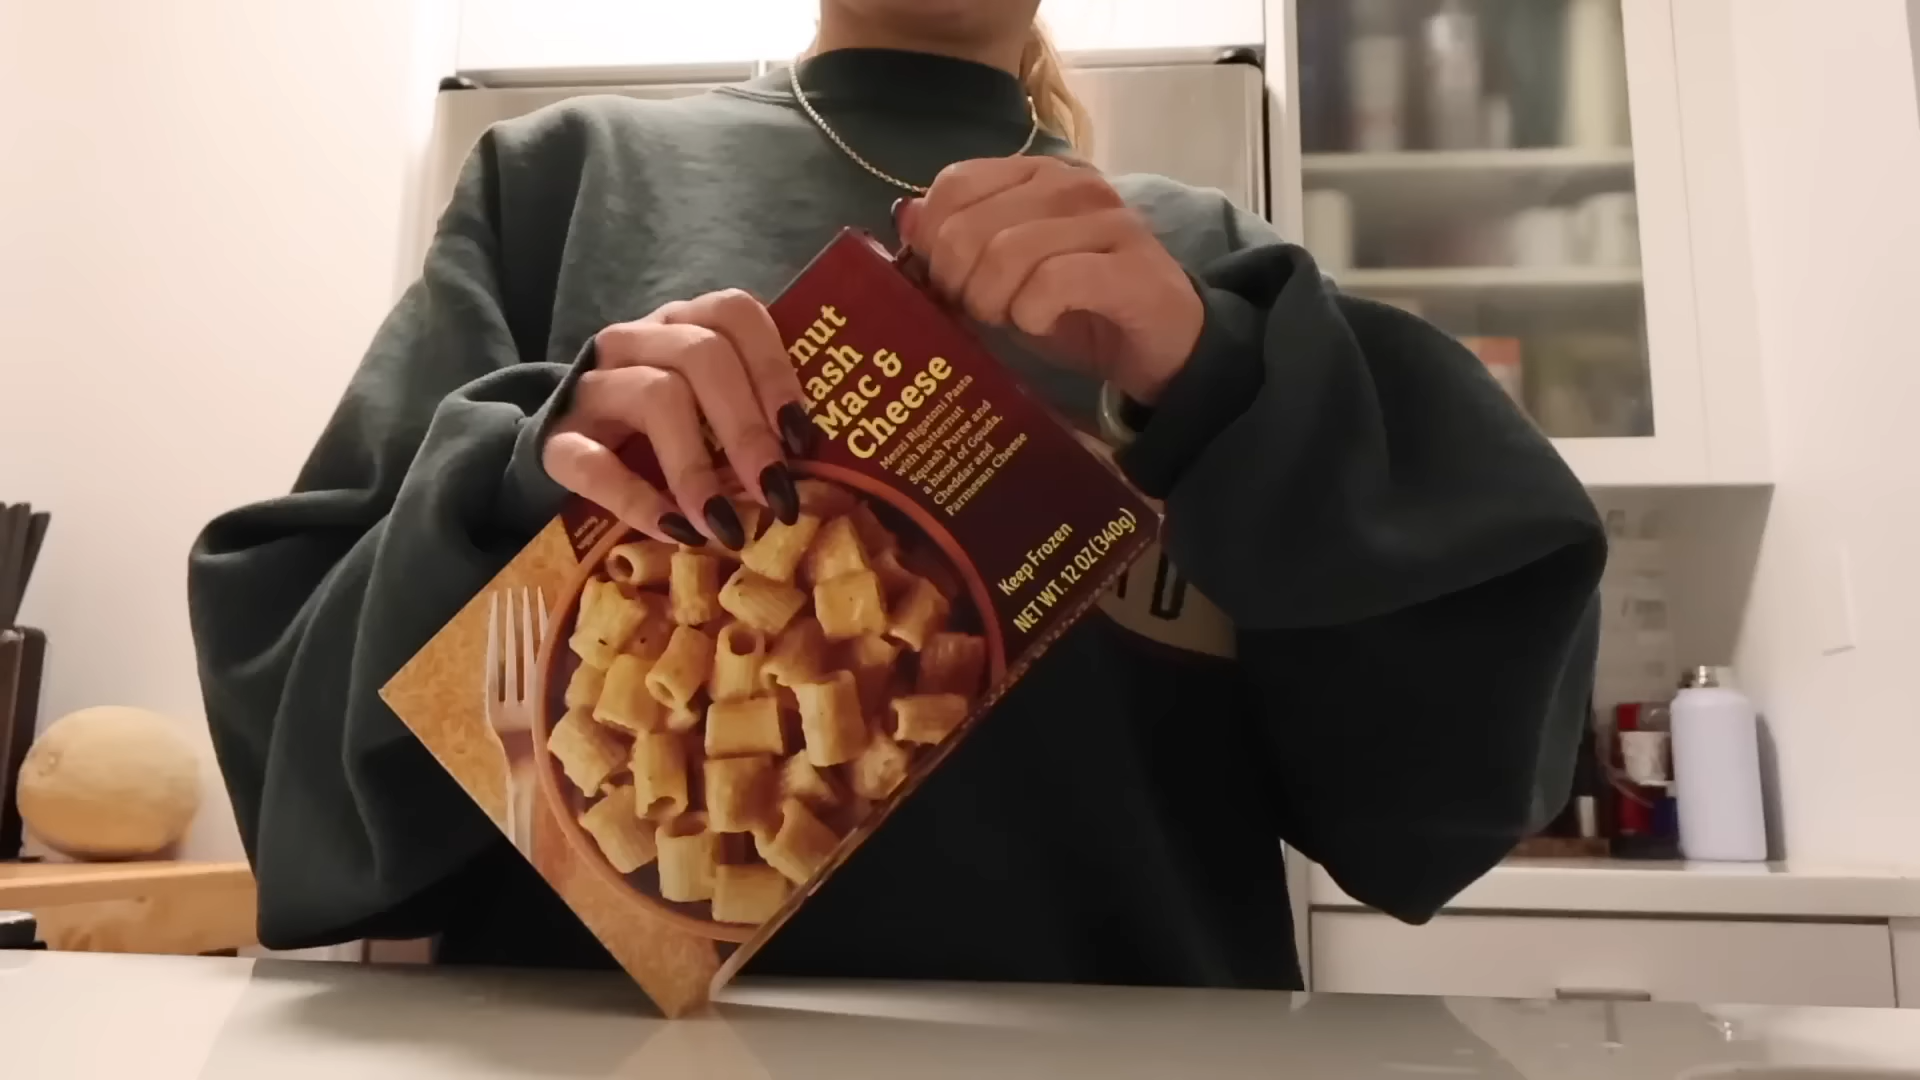 nut
ash
Mac &
Cheese
Mezzi Rigatoni Pasta
with Butternut
Squash Puree and
a blend of Gouda,
Cheddar and
Parmesan Cheese
Keep Frozen
NET WT. 12 OZ (340g)